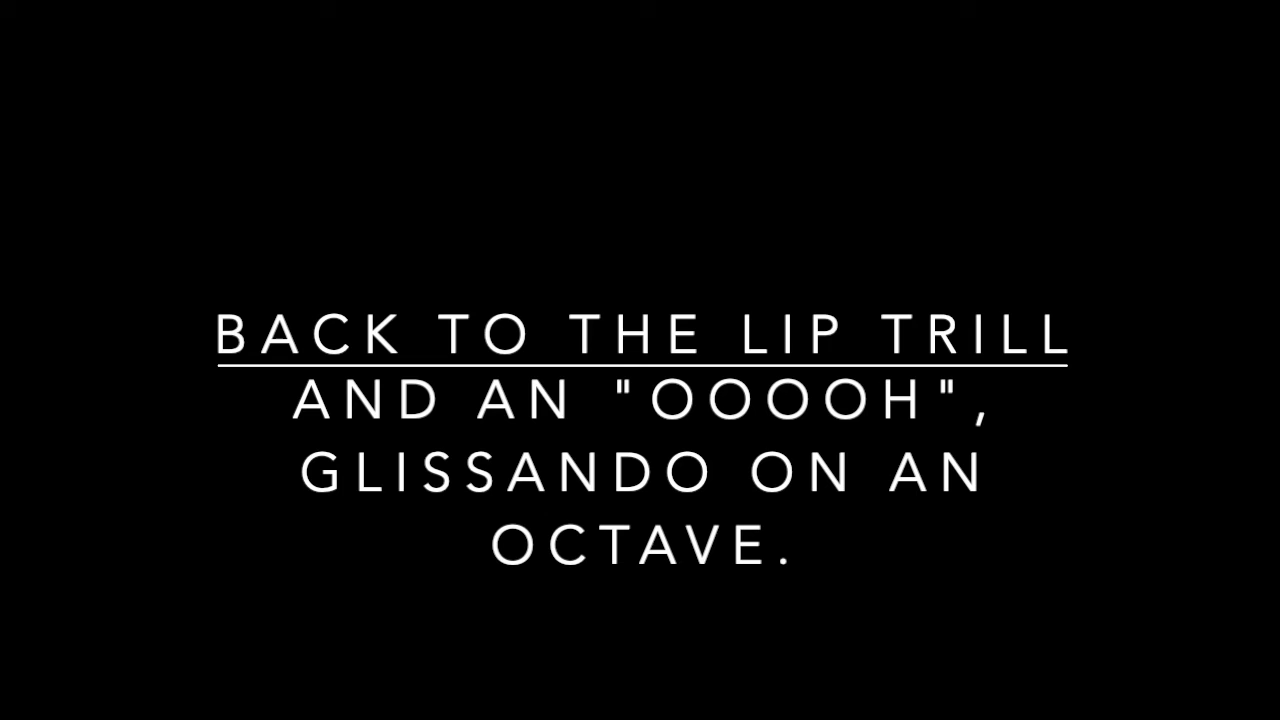 BACK TO THE LIP TRILL
AND AN "OOOOH",
GLISSANDO ON AN
OCTAVE.